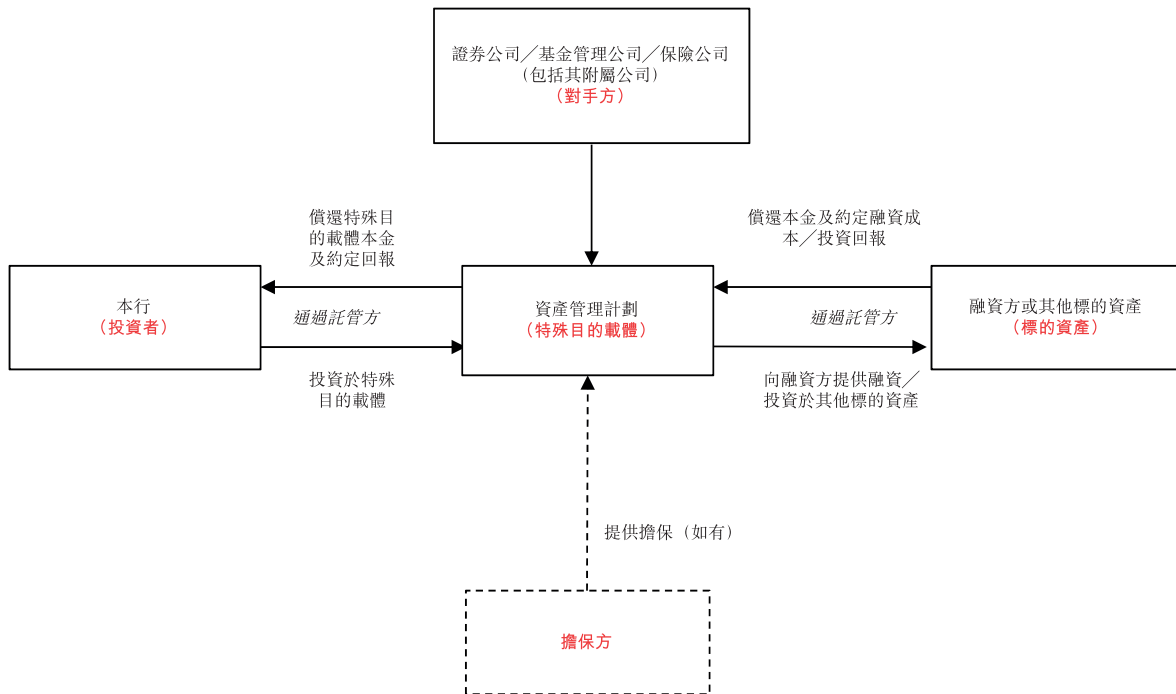 證券公司／基金管理公司／保險公司
（包括其附屬公司）
（對手方）
償還特殊目
的載體本金
及約定回報
償還本金及約定融資成
本／投資回報
本行
（投資者）
通過託管方
資產管理計劃
（特殊目的載體）
通過託管方
融資方或其他標的資產
（標的資產）
投資於特殊
目的載體
向融資方提供融資／
投資於其他標的資產
提供擔保（如有）
擔保方